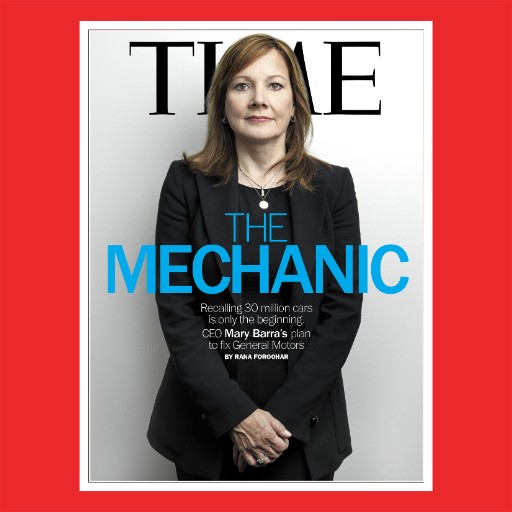 TIME
THE
MECHANIC
Recalling 30 million cars
is only the beginning.
CEO Mary Barra's plan
to fix General Motors
BY RANA FOROOHAR